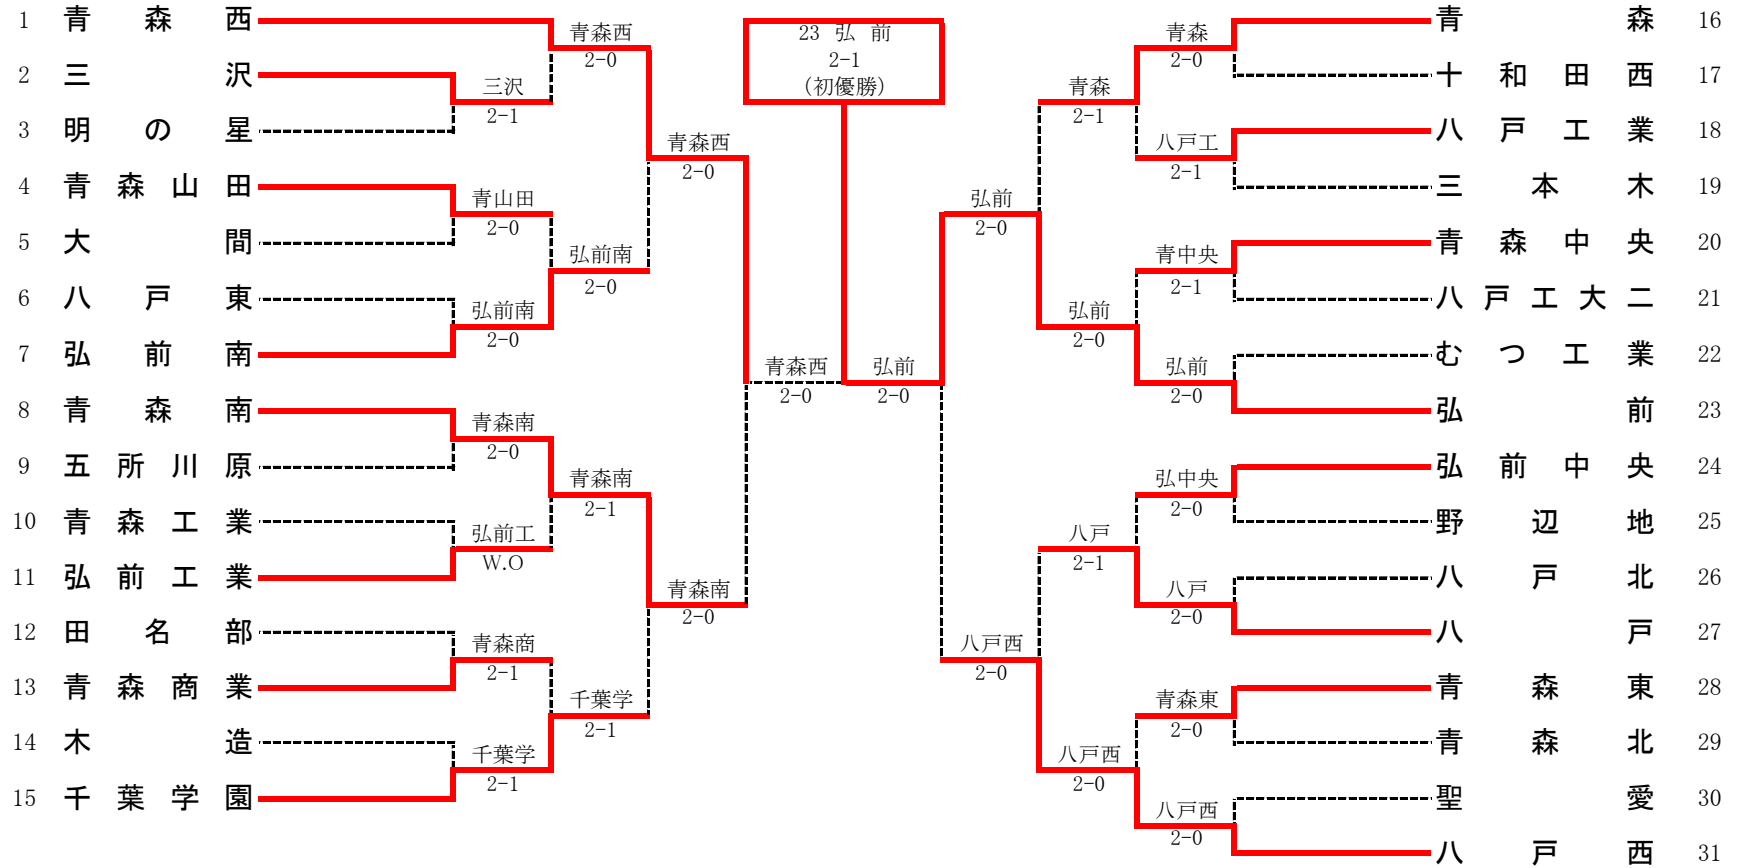 1 青森西
2 三沢
3 明の星
4 青森山田
5 大間
6 八戸東
7 弘前南
8 青森南
9 五所川原
10 青森工業
11 弘前工業
12 田名部
13 青森商業
14 木造
15 千葉学園
三沢
2-1
青山田
2-0
弘前南
2-0
青森南
2-0
弘前工
W.O
青森商
2-1
千葉学
2-1
青森西
2-0
弘前南
2-0
青森南
2-1
千葉学
2-1
青森西
2-0
青森南
2-0
青森西
2-0
23 弘前
2-1
(初優勝)
弘前
2-0
弘前
2-0
八戸西
2-0
青森
2-1
弘前
2-0
八戸
2-1
八戸西
2-0
青森
2-0
八戸工
2-1
青中央
2-1
弘前
2-0
弘中央
2-0
八戸
2-0
青森東
2-0
八戸西
2-0
青森 16
十和田西 17
八戸工業 18
三本木 19
青森中央 20
八戸工大二 21
むつ工業 22
弘前 23
弘前中央 24
野辺地 25
八戸北 26
八戸 27
青森東 28
青森北 29
聖愛 30
八戸西 31